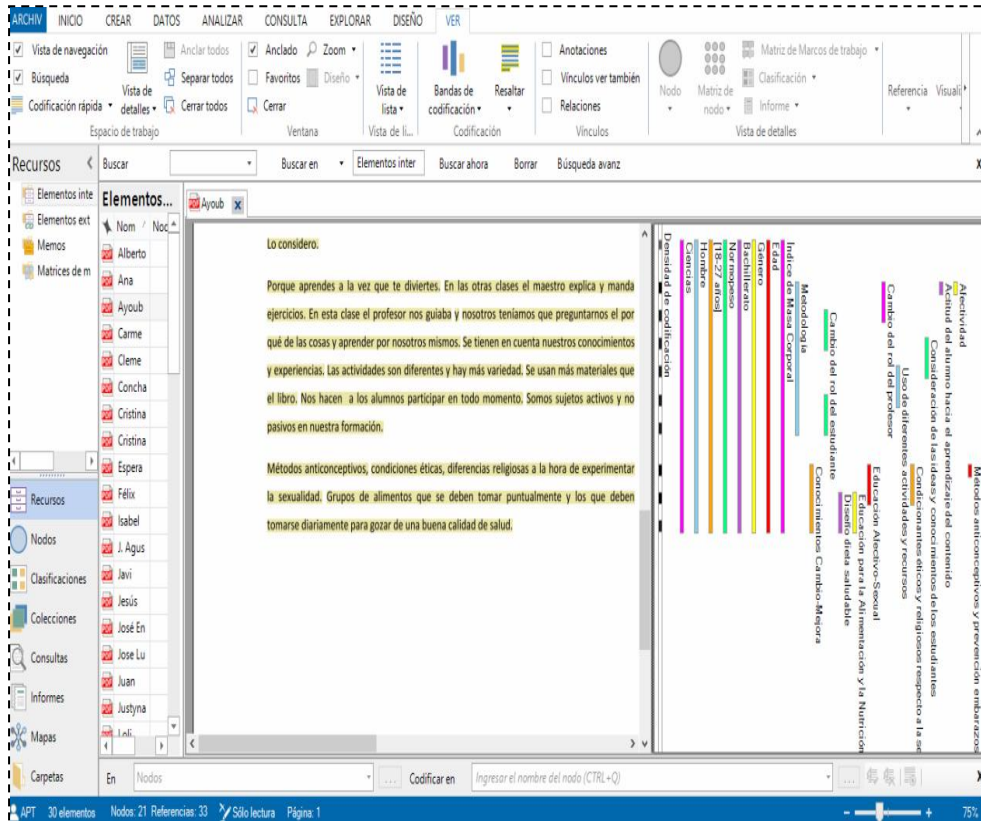 ARCHIV INICIO CREAR DATOS ANALIZAR CONSULTA EXPLORAR DISEÑO VER
Vista de navegación
Búsqueda
Codificación rápida
Vista de detalles
Anclar todos
Separar todos
Cerrar todos
Espacio de trabajo
Anclado
Favoritos
Cerrar
Zoom
Diseño
Ventana
Vista de lista
Vista de li...
Bandas de codificación
Resaltar
Codificación
Anotaciones
Vínculos ver también
Relaciones
Vínculos
Nodo
Matriz de nodo
Matriz de Marcos de trabajo
Clasificación
Informe
Vista de detalles
Referencia
Visuali
Recursos
Buscar
Buscar en
Elementos inter
Buscar ahora
Borrar
Búsqueda avanz
X
Elementos inte
Elementos ext
Memos
Matrices de m
Recursos
Nodos
Clasificaciones
Colecciones
Consultas
Informes
Mapas
Carpetas
Elementos...
Nom Noc
Alberto
Ana
Ayoub
Carme
Cleme
Concha
Cristina
Cristina
Espera
Félix
Isabel
J. Agus
Javi
Jesús
José En
Jose Lu
Juan
Justyna
Loli
Ayoub x
Lo considero.
Porque aprendes a la vez que te diviertes. En las otras clases el maestro explica y manda
ejercicios. En esta clase el profesor nos guiaba y nosotros teníamos que preguntarnos el por
qué de las cosas y aprender por nosotros mismos. Se tienen en cuenta nuestros conocimientos
y experiencias. Las actividades son diferentes y hay más variedad. Se usan más materiales que
el libro. Nos hacen a los alumnos participar en todo momento. Somos sujetos activos y no
pasivos en nuestra formación.
Métodos anticonceptivos, condiciones éticas, diferencias religiosas a la hora de experimentar
la sexualidad. Grupos de alimentos que se deben tomar puntualmente y los que deben
tomarse diariamente para gozar de una buena calidad de salud.
Densidad de codificación
Ciencias
Hombre
[18-27 años]
Normopeso
Bachillerato
Género
Edad
Indice de Masa Corporal
Metodología
Cambio del rol del estudiante
Conocimientos Cambio-Mejora
Diseño dieta saludable
Educación para la Alimentación y la Nutrición
Educación Afectivo-Sexual
Cambio del rol del profesor
Uso de diferentes actividades y recursos
Condicionantes éticos y religiosos respecto a la se
Consideración de las ideas y conocimientos de los estudiantes
Actitud del alumno hacia el aprendizaje del contenido
Afectividad
Métodos anticonceptivos y prevención embarazos
En Nodos ... Codificar en Ingresar el nombre del nodo (CTRL+Q) ... X
APT 30 elementos Nodos: 21 Referencias: 33 Sólo lectura Página: 1 - + 75%